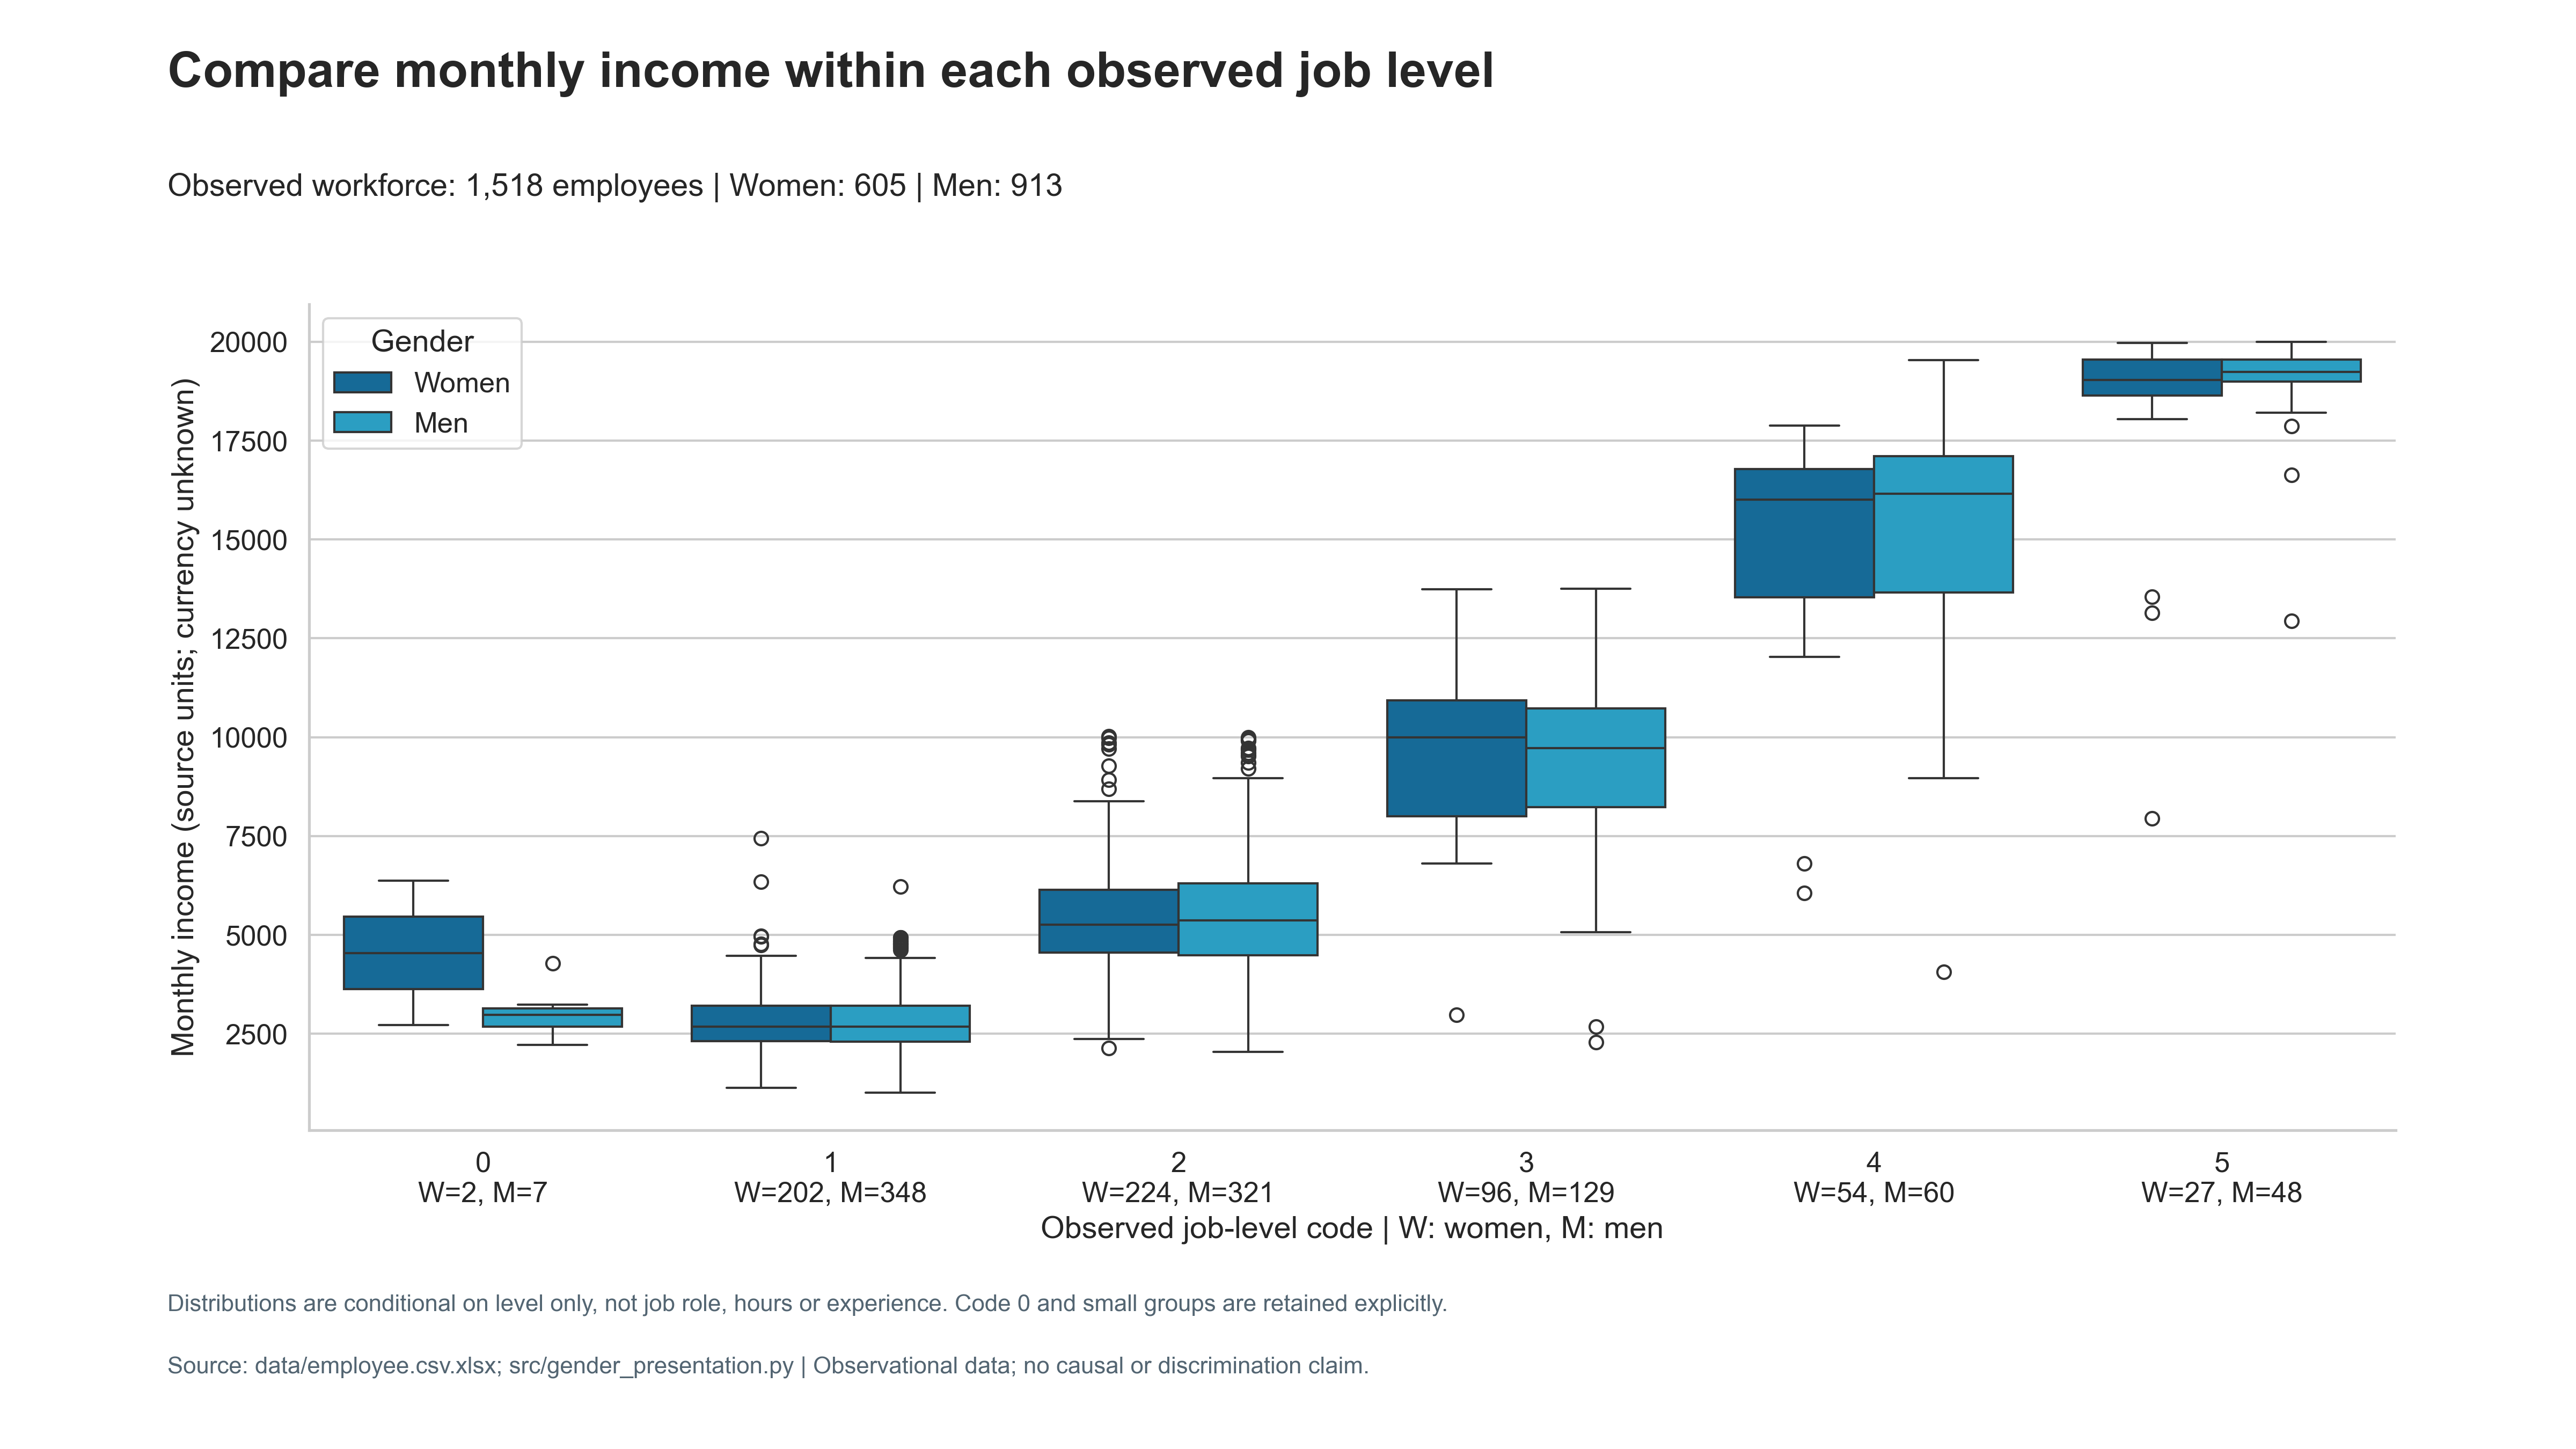 Compare monthly income within each observed job level
Observed workforce: 1,518 employees | Women: 605 | Men: 913
Monthly income (source units; currency unknown)
20000
17500
15000
12500
10000
7500
5000
2500
Gender
Women
Men
0
W=2, M=7
1
W=202, M=348
2
W=224, M=321
3
W=96, M=129
4
W=54, M=60
5
W=27, M=48
Observed job-level code | W: women, M: men
Distributions are conditional on level only, not job role, hours or experience. Code 0 and small groups are retained explicitly.
Source: data/employee.csv.xlsx; src/gender_presentation.py | Observational data; no causal or discrimination claim.